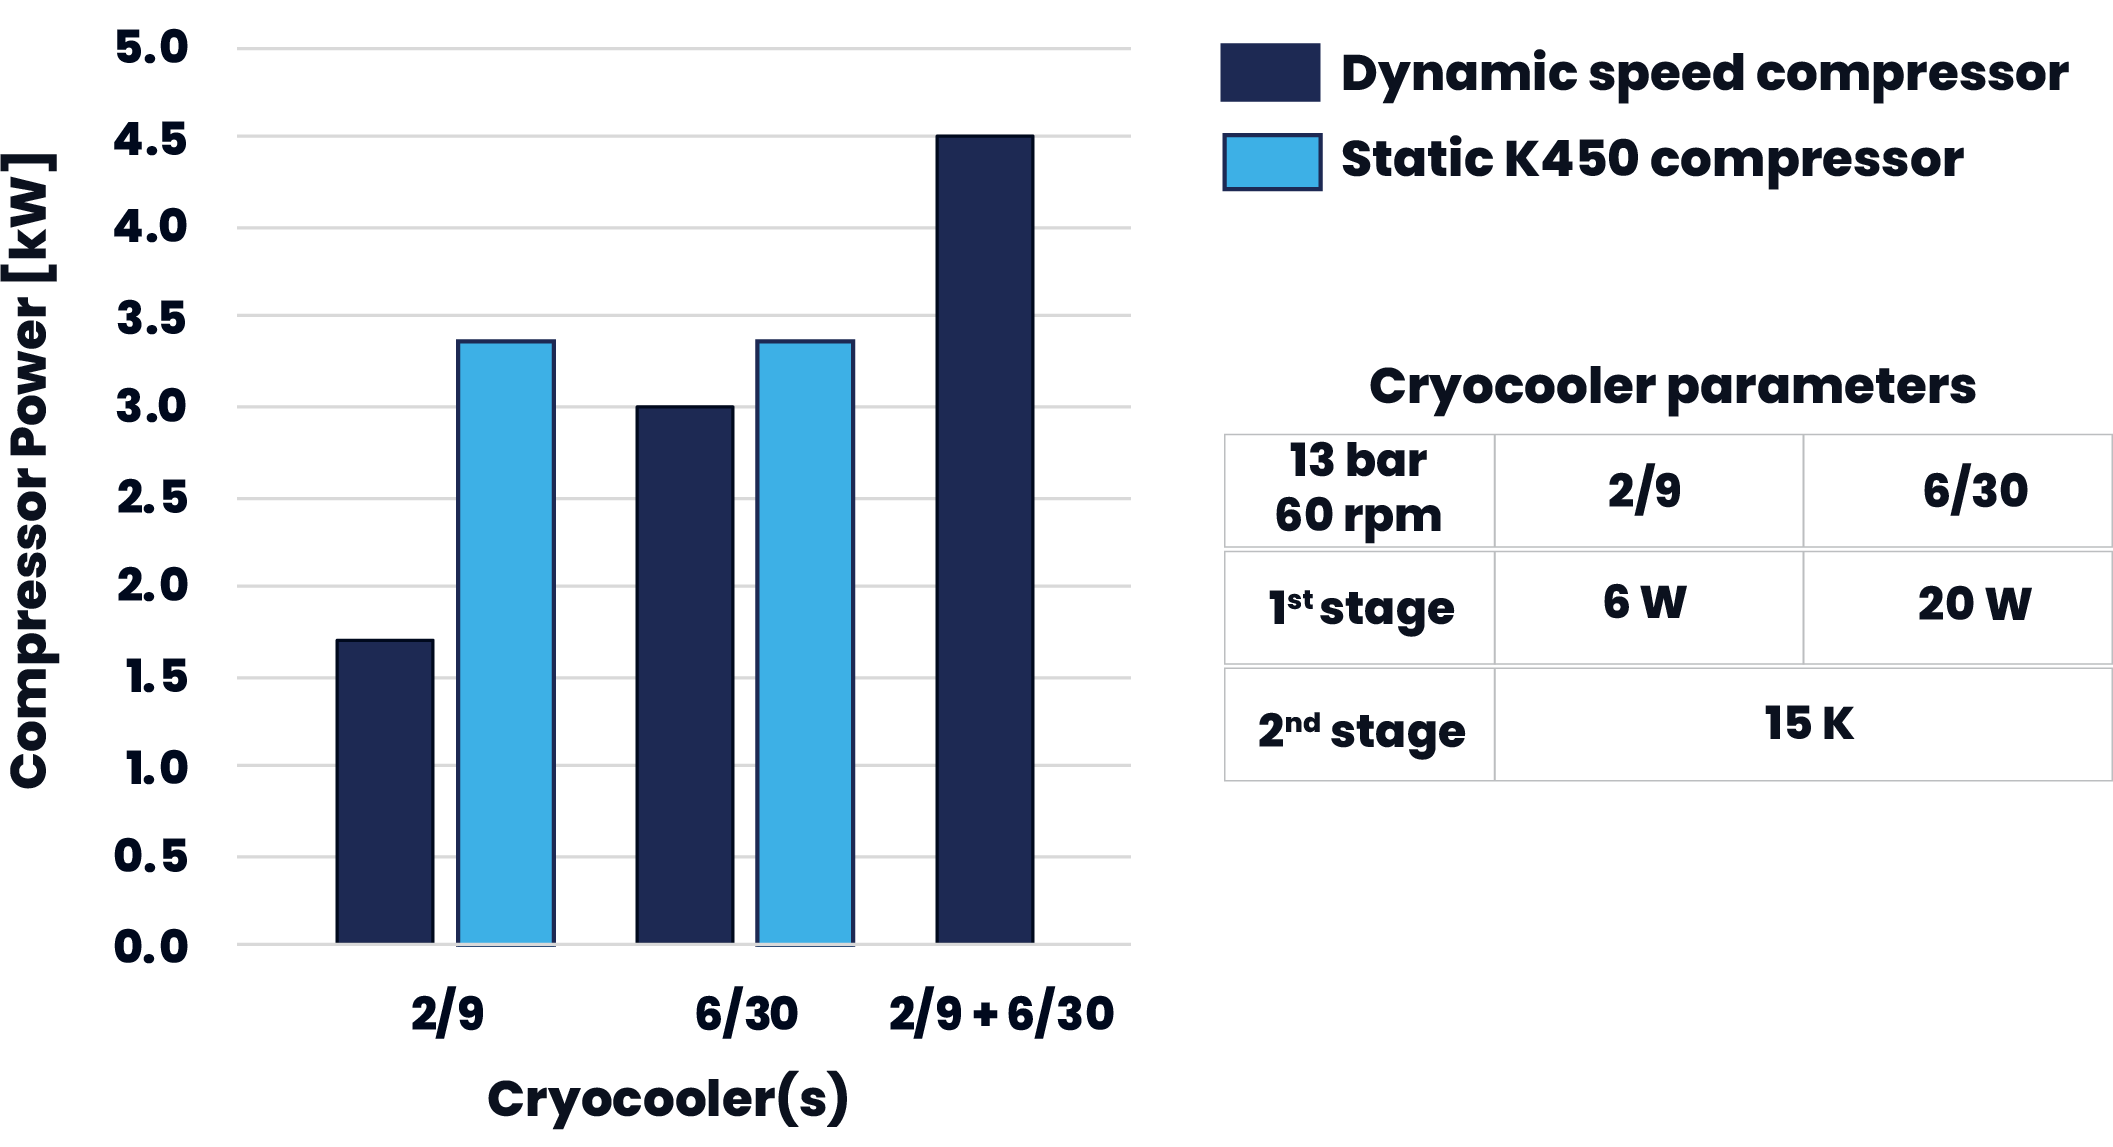 5.0
4.5
4.0
3.5
3.0
2.5
2.0
1.5
1.0
0.5
0.0
Compressor Power [kW]
2/9
6/30
2/9 + 6/30
Cryocooler(s)
Dynamic speed compressor
Static K450 compressor
Cryocooler parameters
13 bar
60 rpm
2/9
6/30
1st stage
6 W
20 W
2nd stage
15 K